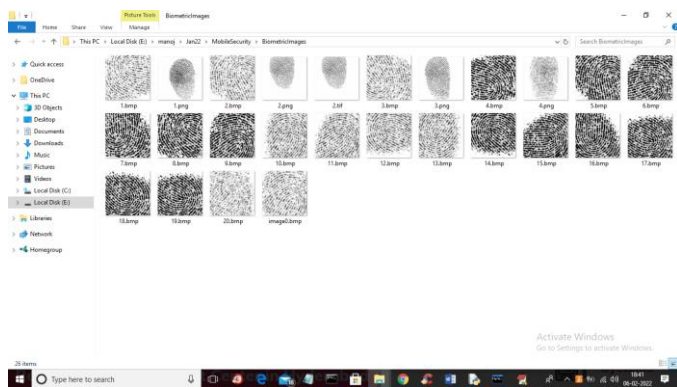 Picture Tools BiometricImages
File Home Share View Manage
This PC > Local Disk (E:) > manoj > Jan22 > MobileSecurity > BiometricImages
Search BiometricImages
Quick access
OneDrive
This PC
3D Objects
Desktop
Documents
Downloads
Music
Pictures
Videos
Local Disk (C:)
Local Disk (E:)
Libraries
Network
Homegroup
1.bmp 1.png 2.bmp 2.png 2.tif 3.bmp 3.png 4.bmp 4.png 5.bmp 6.bmp
7.bmp 8.bmp 9.bmp 10.bmp 11.bmp 12.bmp 13.bmp 14.bmp 15.bmp 16.bmp 17.bmp
18.bmp 19.bmp 20.bmp image0.bmp
Activate Windows
Go to Settings to activate Windows.
26 items
Type here to search
18:41
06-02-2022